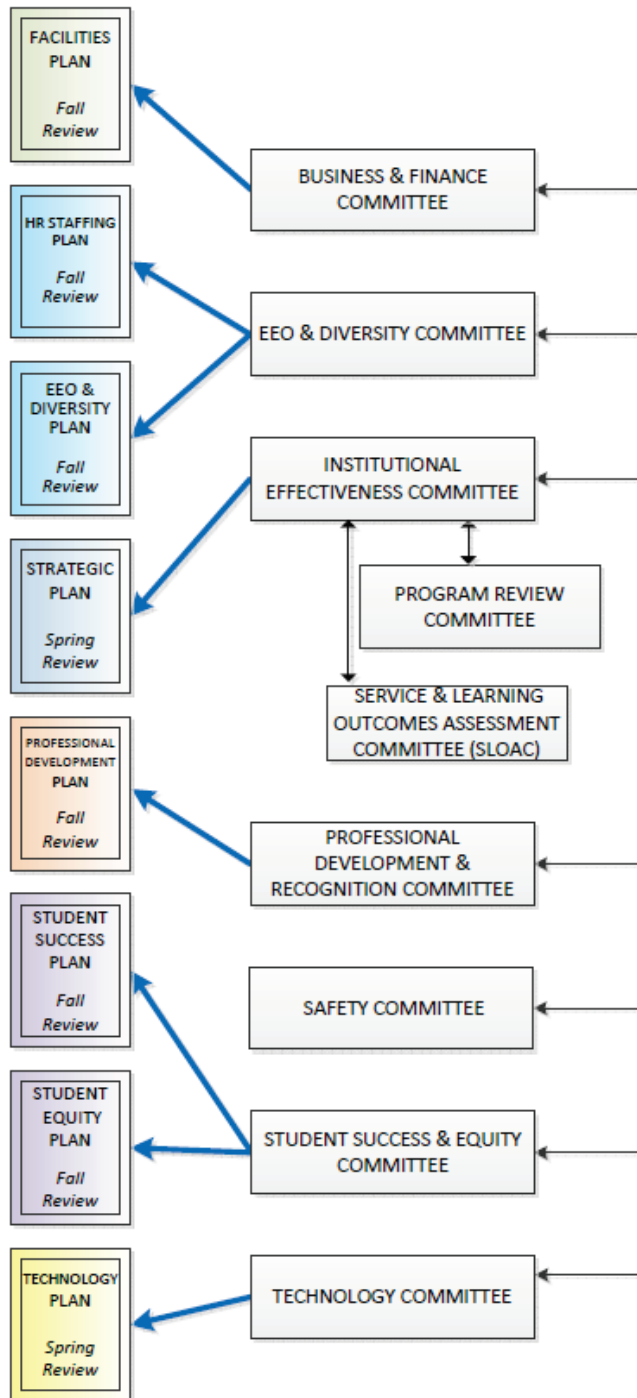 FACILITIES
PLAN
Fall
Review
BUSINESS & FINANCE
COMMITTEE
HR STAFFING
PLAN
Fall
Review
EEO & DIVERSITY COMMITTEE
EEO &
DIVERSITY
PLAN
Fall
Review
INSTITUTIONAL
EFFECTIVENESS COMMITTEE
STRATEGIC
PLAN
Spring
Review
PROGRAM REVIEW
COMMITTEE
SERVICE & LEARNING
OUTCOMES ASSESSMENT
COMMITTEE (SLOAC)
PROFESSIONAL
DEVELOPMENT
PLAN
Fall
Review
PROFESSIONAL
DEVELOPMENT &
RECOGNITION COMMITTEE
STUDENT
SUCCESS
PLAN
Fall
Review
SAFETY COMMITTEE
STUDENT
EQUITY
PLAN
Fall
Review
STUDENT SUCCESS & EQUITY
COMMITTEE
TECHNOLOGY
PLAN
Spring
Review
TECHNOLOGY COMMITTEE